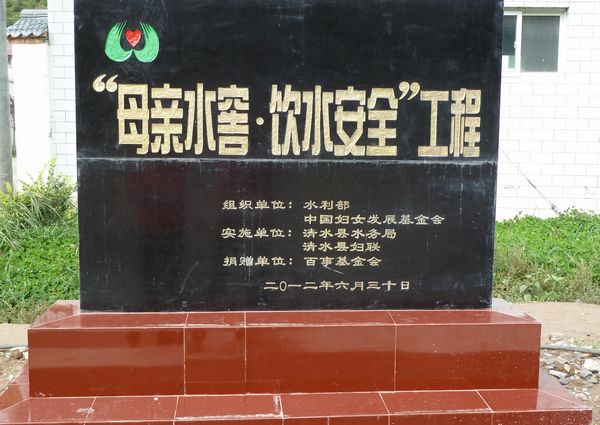 “母亲水窖·饮水安全”工程
组织单位：水利部
中国妇女发展基金会
实施单位：清水县水务局
清水县妇联
捐赠单位：百事基金会
二0一二年六月三十日